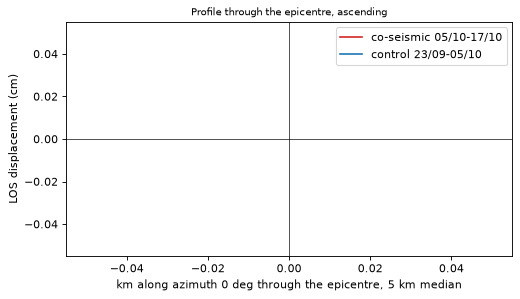 Profile through the epicentre, ascending
co-seismic 05/10-17/10
control 23/09-05/10
LOS displacement (cm)
0.04
0.02
0.00
−0.02
−0.04
−0.04 −0.02 0.00 0.02 0.04
km along azimuth 0 deg through the epicentre, 5 km median